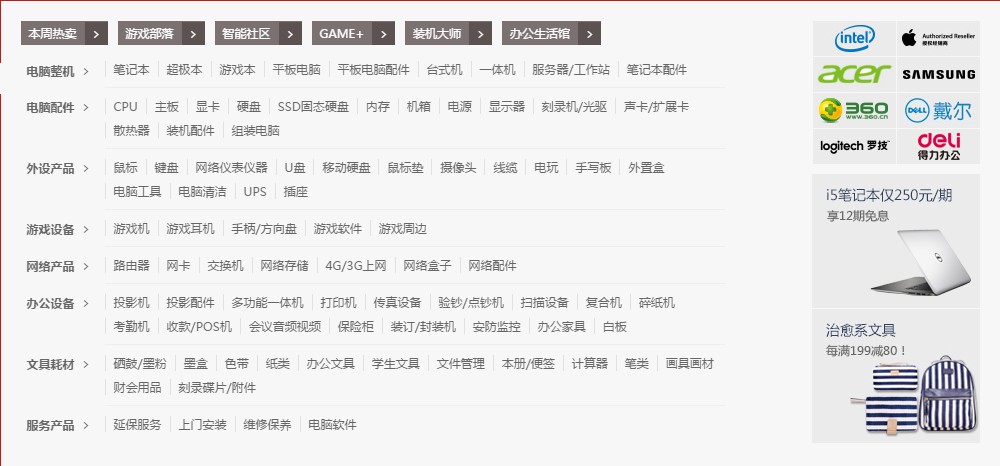 本周热卖 > 游戏部落 > 智能社区 > GAME+ > 装机大师 > 办公生活馆 >
电脑整机 > 笔记本 超极本 游戏本 平板电脑 平板电脑配件 台式机 一体机 服务器/工作站 笔记本配件
电脑配件 > CPU 主板 显卡 硬盘 SSD固态硬盘 内存 机箱 电源 显示器 刻录机/光驱 声卡/扩展卡
散热器 装机配件 组装电脑
外设产品 > 鼠标 键盘 网络仪表仪器 U盘 移动硬盘 鼠标垫 摄像头 线缆 电玩 手写板 外置盒
电脑工具 电脑清洁 UPS 插座
游戏设备 > 游戏机 游戏耳机 手柄/方向盘 游戏软件 游戏周边
网络产品 > 路由器 网卡 交换机 网络存储 4G/3G上网 网络盒子 网络配件
办公设备 > 投影机 投影配件 多功能一体机 打印机 传真设备 验钞/点钞机 扫描设备 复合机 碎纸机
考勤机 收款/POS机 会议音频视频 保险柜 装订/封装机 安防监控 办公家具 白板
文具耗材 > 硒鼓/墨粉 墨盒 色带 纸类 办公文具 学生文具 文件管理 本册/便签 计算器 笔类 画具画材
财会用品 刻录碟片/附件
服务产品 > 延保服务 上门安装 维修保养 电脑软件
intel Authorized Reseller
授权经销商
acer SAMSUNG
360 DELL 戴尔
www.360.cn
logitech 罗技 deli
得力办公
i5笔记本仅250元/期
享12期免息
DELL
治愈系文具
每满199减80！